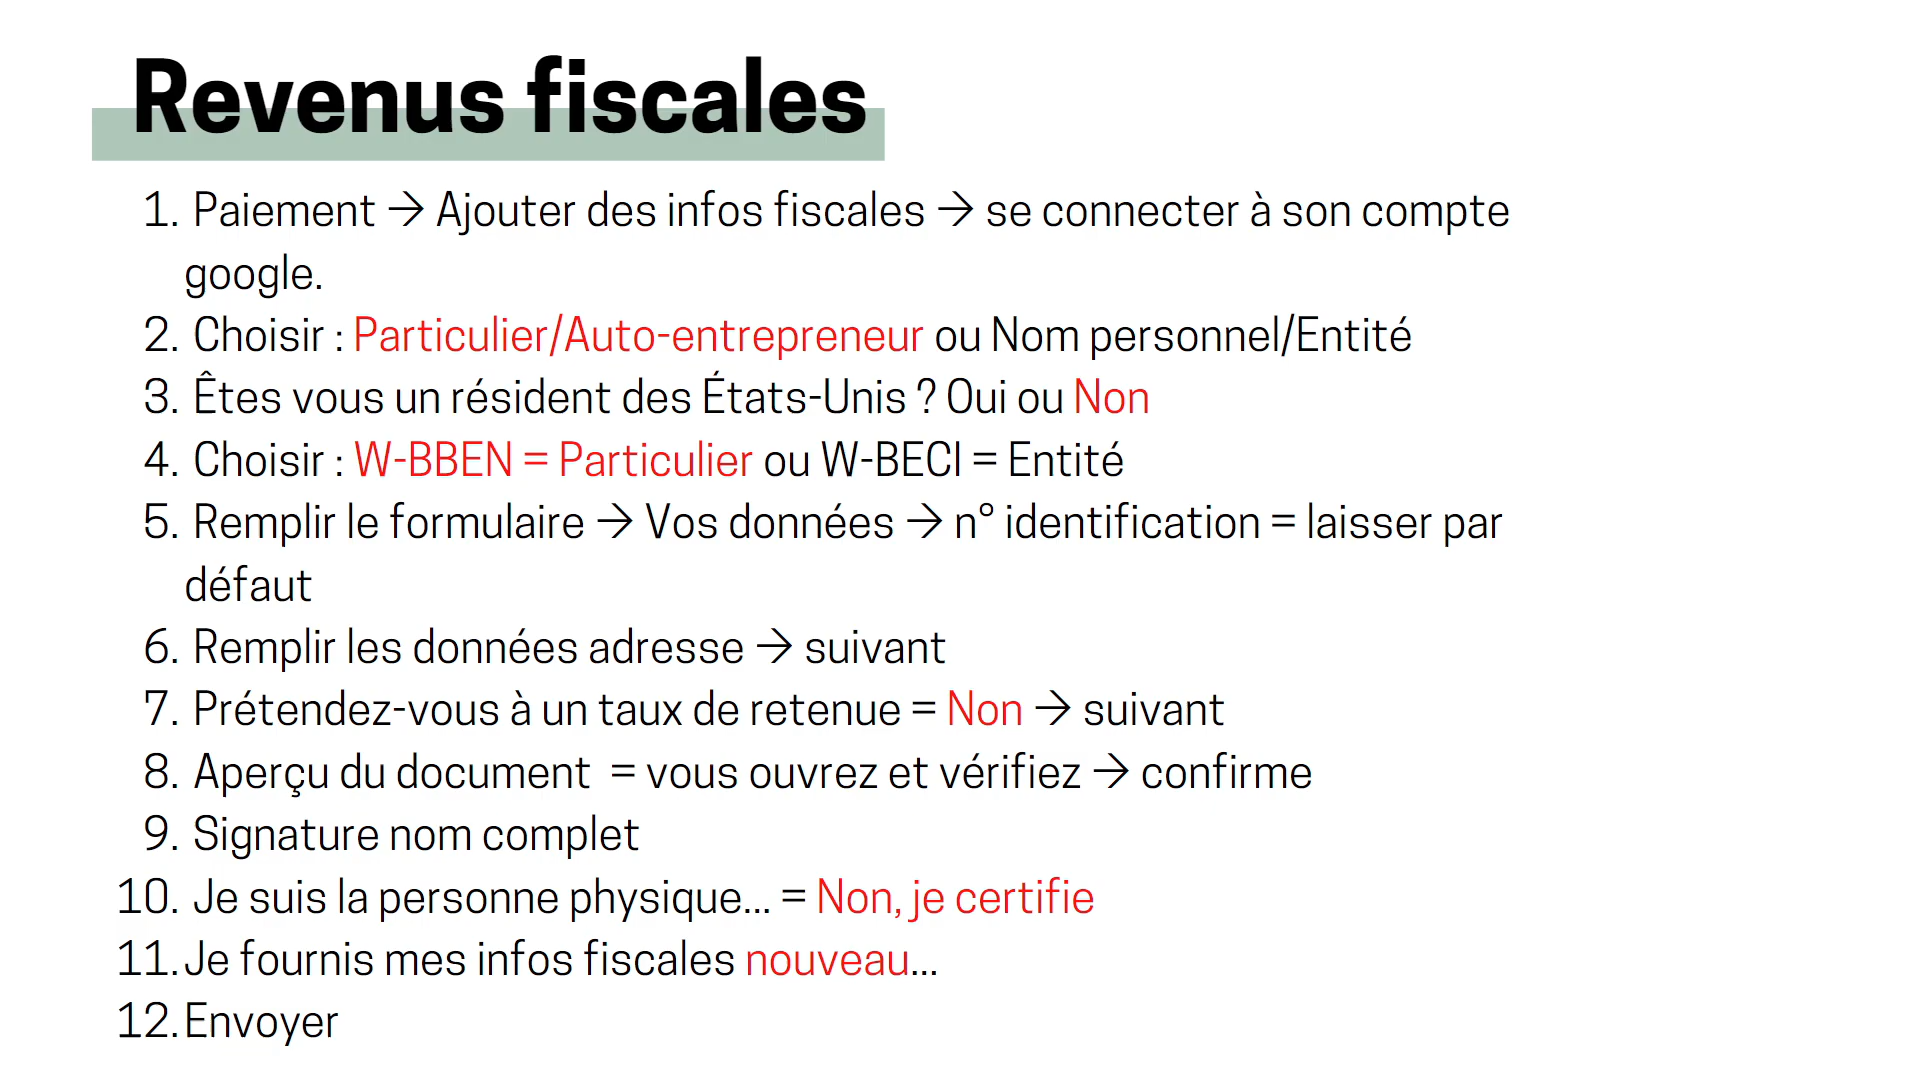 Revenus fiscales
1. Paiement → Ajouter des infos fiscales → se connecter à son compte
google.
2. Choisir : Particulier/Auto-entrepreneur ou Nom personnel/Entité
3. Êtes vous un résident des États-Unis ? Oui ou Non
4. Choisir : W-BBEN = Particulier ou W-BECI = Entité
5. Remplir le formulaire → Vos données → n° identification = laisser par
défaut
6. Remplir les données adresse → suivant
7. Prétendez-vous à un taux de retenue = Non → suivant
8. Aperçu du document = vous ouvrez et vérifiez → confirme
9. Signature nom complet
10. Je suis la personne physique... = Non, je certifie
11. Je fournis mes infos fiscales nouveau...
12. Envoyer